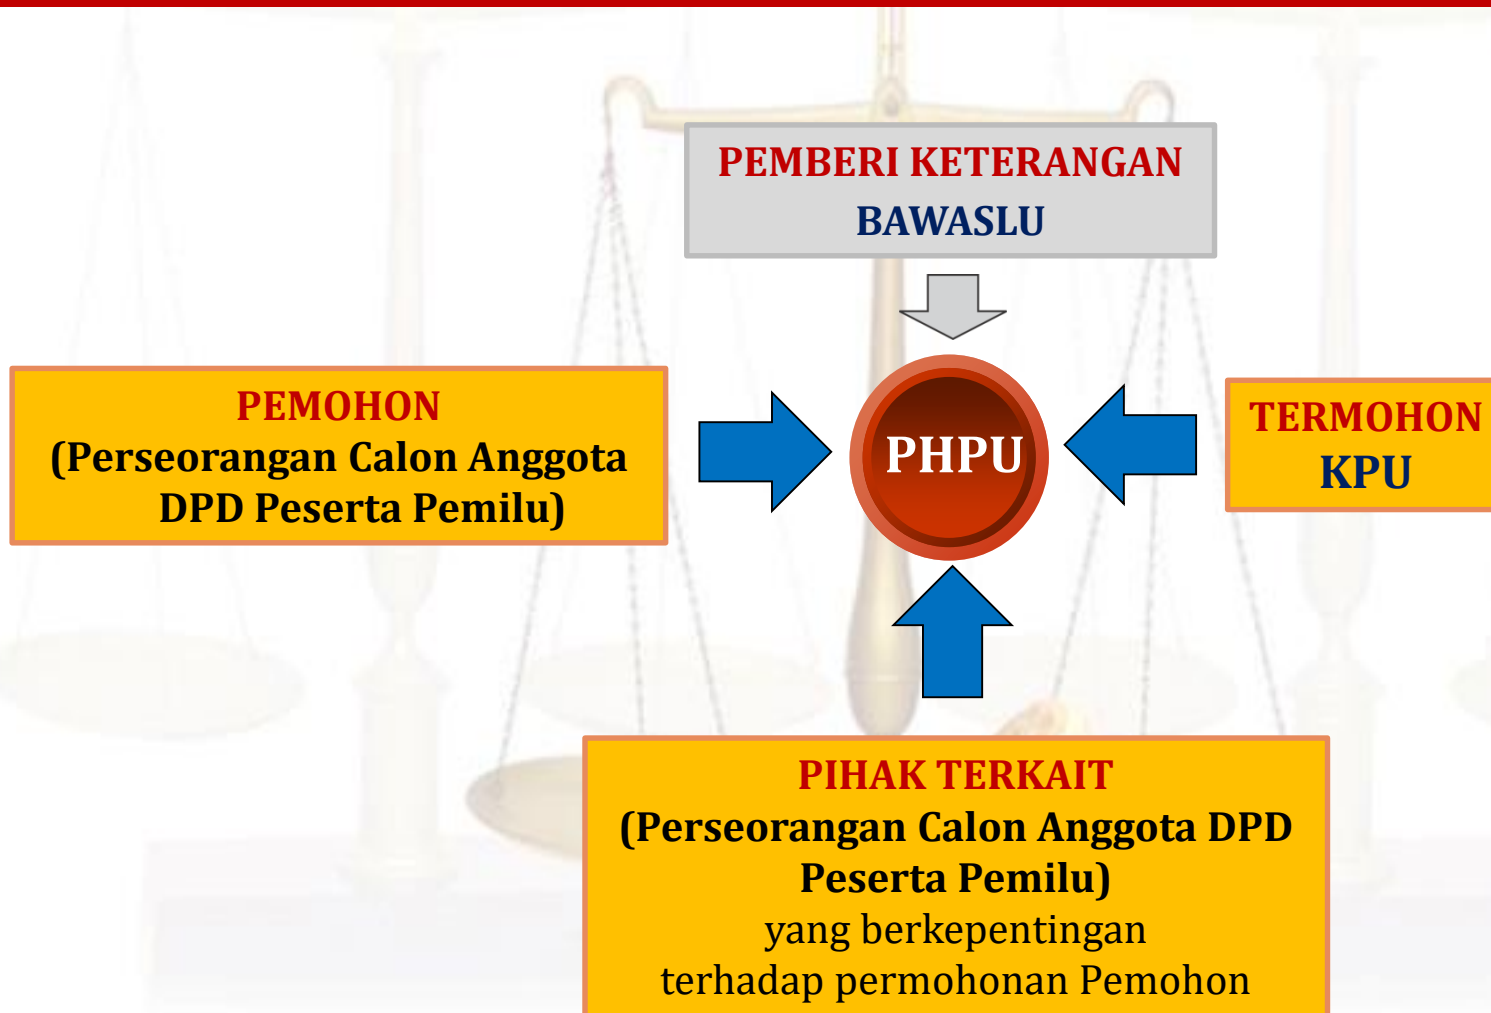 PEMBERI KETERANGAN
BAWASLU
PEMOHON
(Perseorangan Calon Anggota
DPD Peserta Pemilu)
PHPU
TERMOHON
KPU
PIHAK TERKAIT
(Perseorangan Calon Anggota DPD
Peserta Pemilu)
yang berkepentingan
terhadap permohonan Pemohon